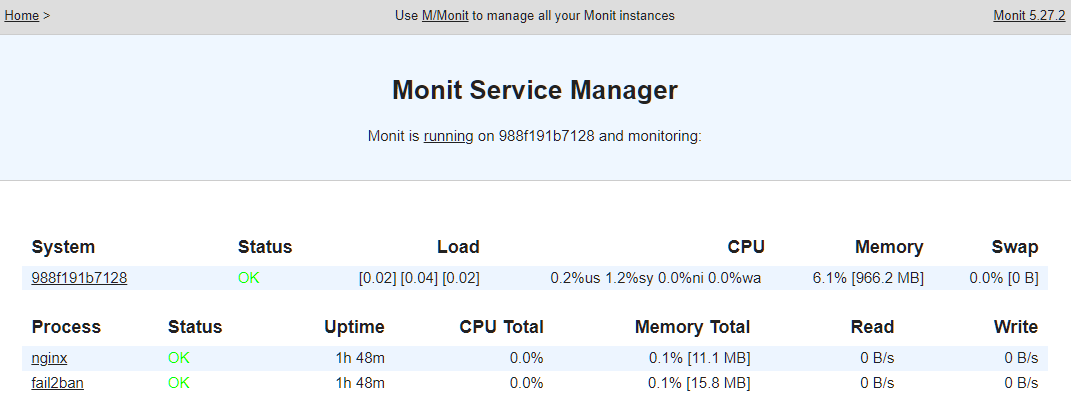 Home > Use M/Monit to manage all your Monit instances Monit 5.27.2
Monit Service Manager
Monit is running on 988f191b7128 and monitoring:
System Status Load CPU Memory Swap
988f191b7128 OK [0.02] [0.04] [0.02] 0.2%us 1.2%sy 0.0%ni 0.0%wa 6.1% [966.2 MB] 0.0% [0 B]
Process Status Uptime CPU Total Memory Total Read Write
nginx OK 1h 48m 0.0% 0.1% [11.1 MB] 0 B/s 0 B/s
fail2ban OK 1h 48m 0.0% 0.1% [15.8 MB] 0 B/s 0 B/s